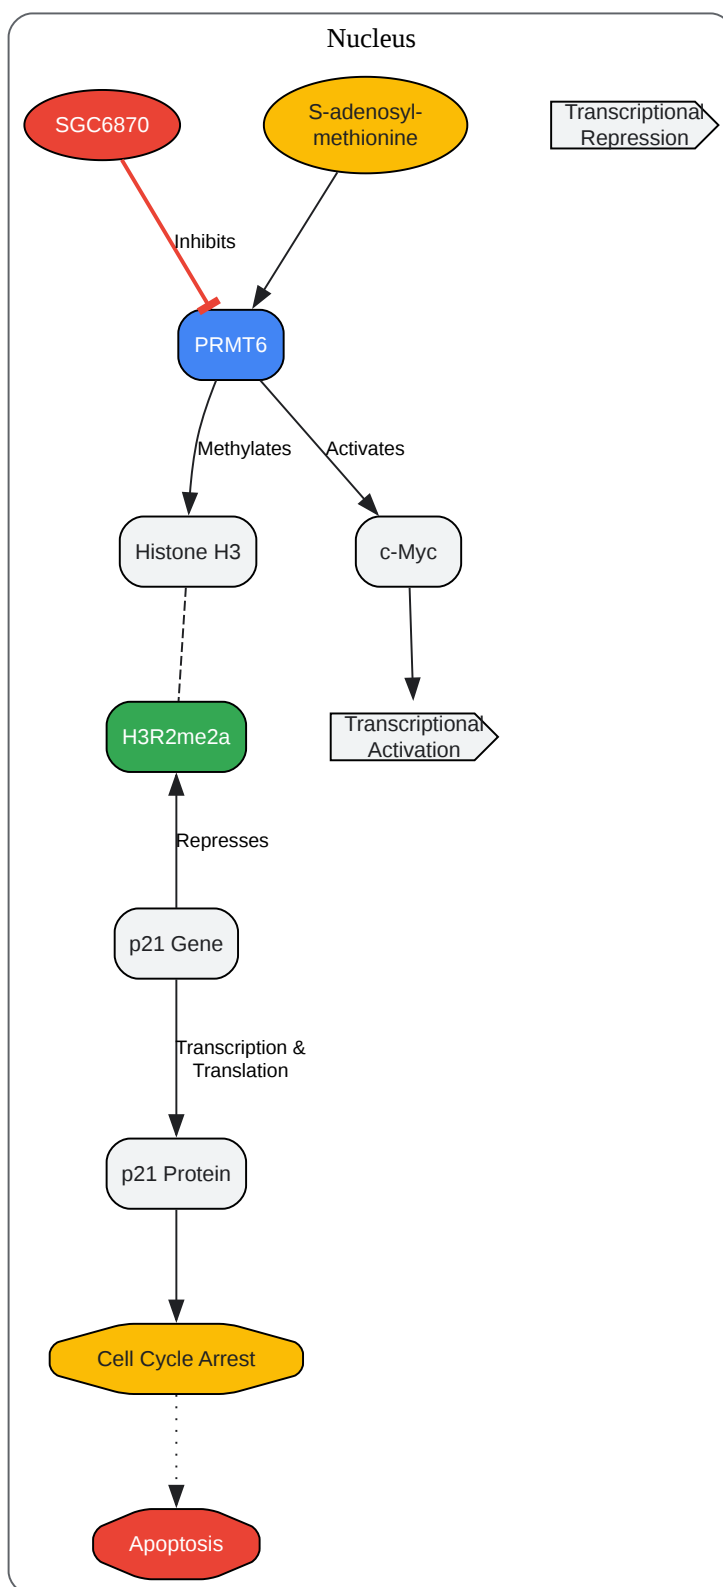 Nucleus
SGC6870
S-adenosyl-
methionine
Transcriptional
Repression
Inhibits
PRMT6
Methylates
Activates
Histone H3
c-Myc
H3R2me2a
Transcriptional
Activation
Represses
p21 Gene
Transcription &
Translation
p21 Protein
Cell Cycle Arrest
Apoptosis